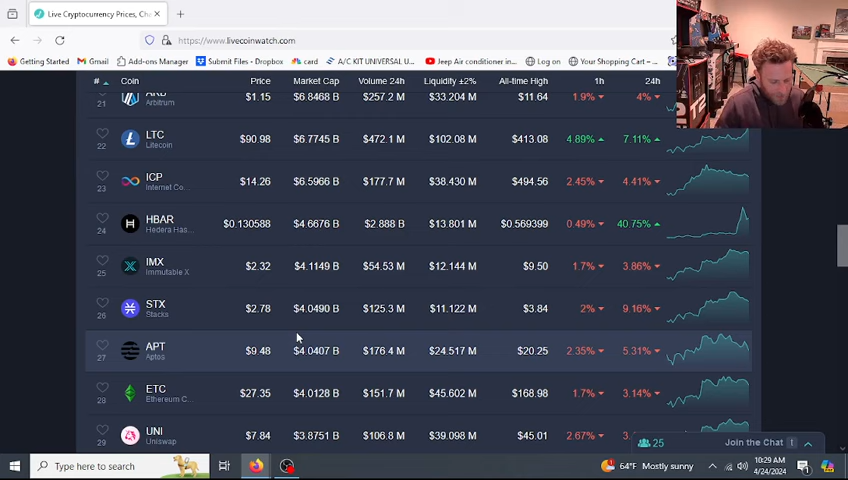 Live Cryptocurrency Prices, Cha
https://www.livecoinwatch.com
Getting Started Gmail Add-ons Manager Submit Files - Dropbox card A/C KIT UNIVERSAL U... Jeep Air conditioner in... Log on Your Shopping Cart -
# Coin Price Market Cap Volume 24h Liquidity ±2% All-time High 1h 24h
21 Arbitrum $1.15 $6.8468 B $257.2 M $33.204 M $11.64 1.9% 4%
22 LTC Litecoin $90.98 $6.7745 B $472.1 M $102.08 M $413.08 4.89% 7.11%
23 ICP Internet Co... $14.26 $6.5966 B $177.7 M $38.430 M $494.56 2.45% 4.41%
24 HBAR Hedera Has... $0.130588 $4.6676 B $2.888 B $13.801 M $0.569399 0.49% 40.75%
25 IMX Immutable X $2.32 $4.1149 B $54.53 M $12.144 M $9.50 1.7% 3.86%
26 STX Stacks $2.78 $4.0490 B $125.3 M $11.122 M $3.84 2% 9.16%
27 APT Aptos $9.48 $4.0407 B $176.4 M $24.517 M $20.25 2.35% 5.31%
28 ETC Ethereum C... $27.35 $4.0128 B $151.7 M $45.602 M $168.98 1.7% 3.14%
29 UNI Uniswap $7.84 $3.8751 B $106.8 M $39.098 M $45.01 2.67%
25 Join the Chat 1
Type here to search 64°F Mostly sunny 10:29 AM
4/24/2024